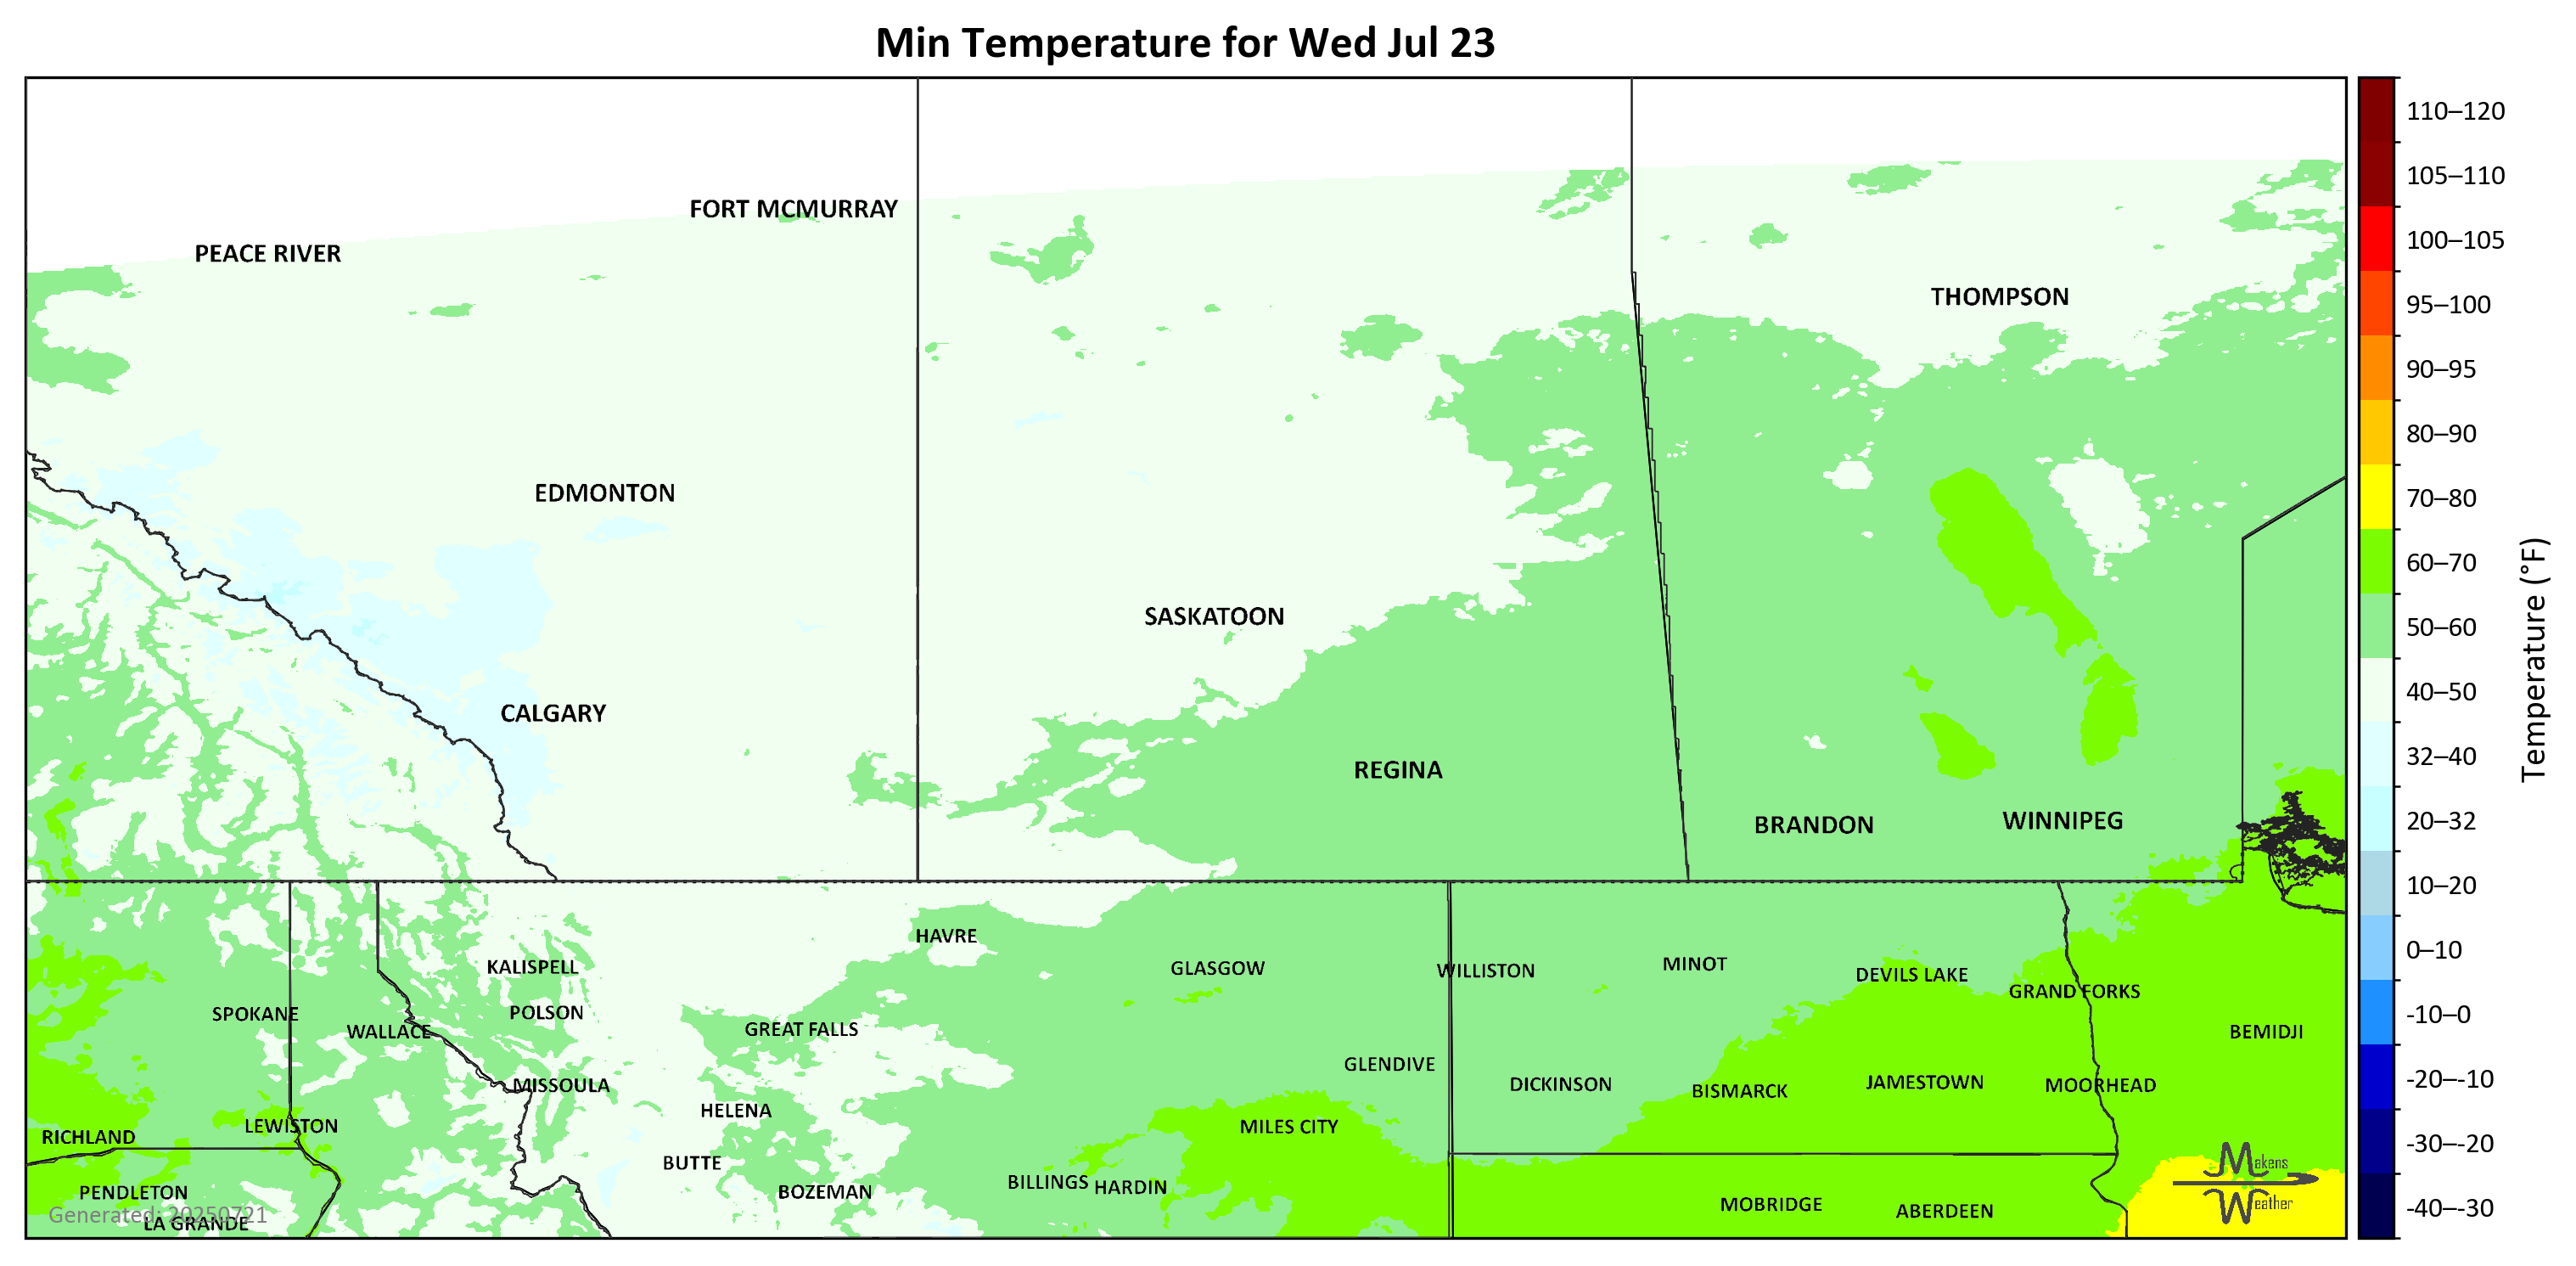 Min Temperature for Wed Jul 23
FORT MCMURRAY
PEACE RIVER
THOMPSON
EDMONTON
SASKATOON
CALGARY
REGINA
BRANDON
WINNIPEG
HAVRE
KALISPELL
GLASGOW
WILLISTON
MINOT
DEVILS LAKE
GRAND FORKS
SPOKANE
POLSON
WALLACE
GREAT FALLS
BEMIDJI
GLENDIVE
MISSOULA
DICKINSON
BISMARCK
JAMESTOWN
MOORHEAD
HELENA
LEWISTON
MILES CITY
RICHLAND
BUTTE
BILLINGS
HARDIN
BOZEMAN
PENDLETON
MOBRIDGE
ABERDEEN
Generated: 20250721
LA GRANDE
Makens
Weather
110–120
105–110
100–105
95–100
90–95
80–90
70–80
60–70
50–60
40–50
32–40
20–32
10–20
0–10
-10–0
-20–-10
-30–-20
-40–-30
Temperature (°F)